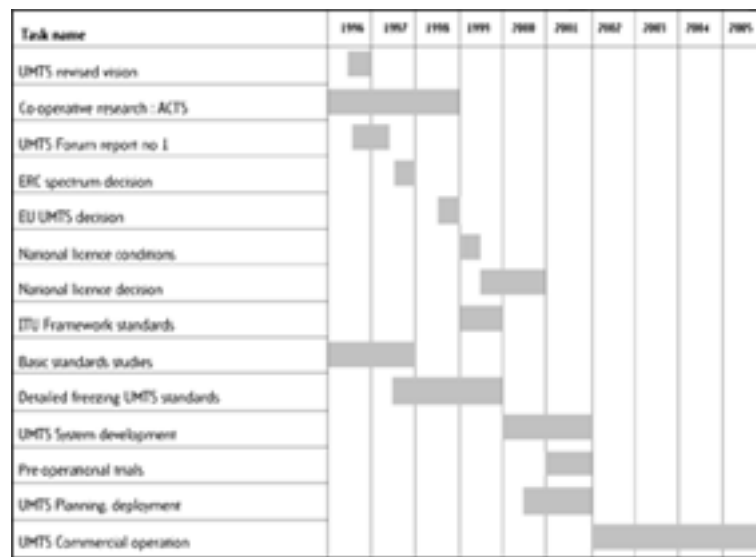 Task name 1996 1997 1998 1999 2000 2001 2002 2003 2004 2005
UMTS revised vision
Co-operative research : ACTS
UMTS Forum report no 1
ERC spectrum decision
EU UMTS decision
National licence conditions
National licence decision
ITU Framework standards
Basic standards studies
Detailed freezing UMTS standards
UMTS System development
Pre-operational trials
UMTS Planning, deployment
UMTS Commercial operation